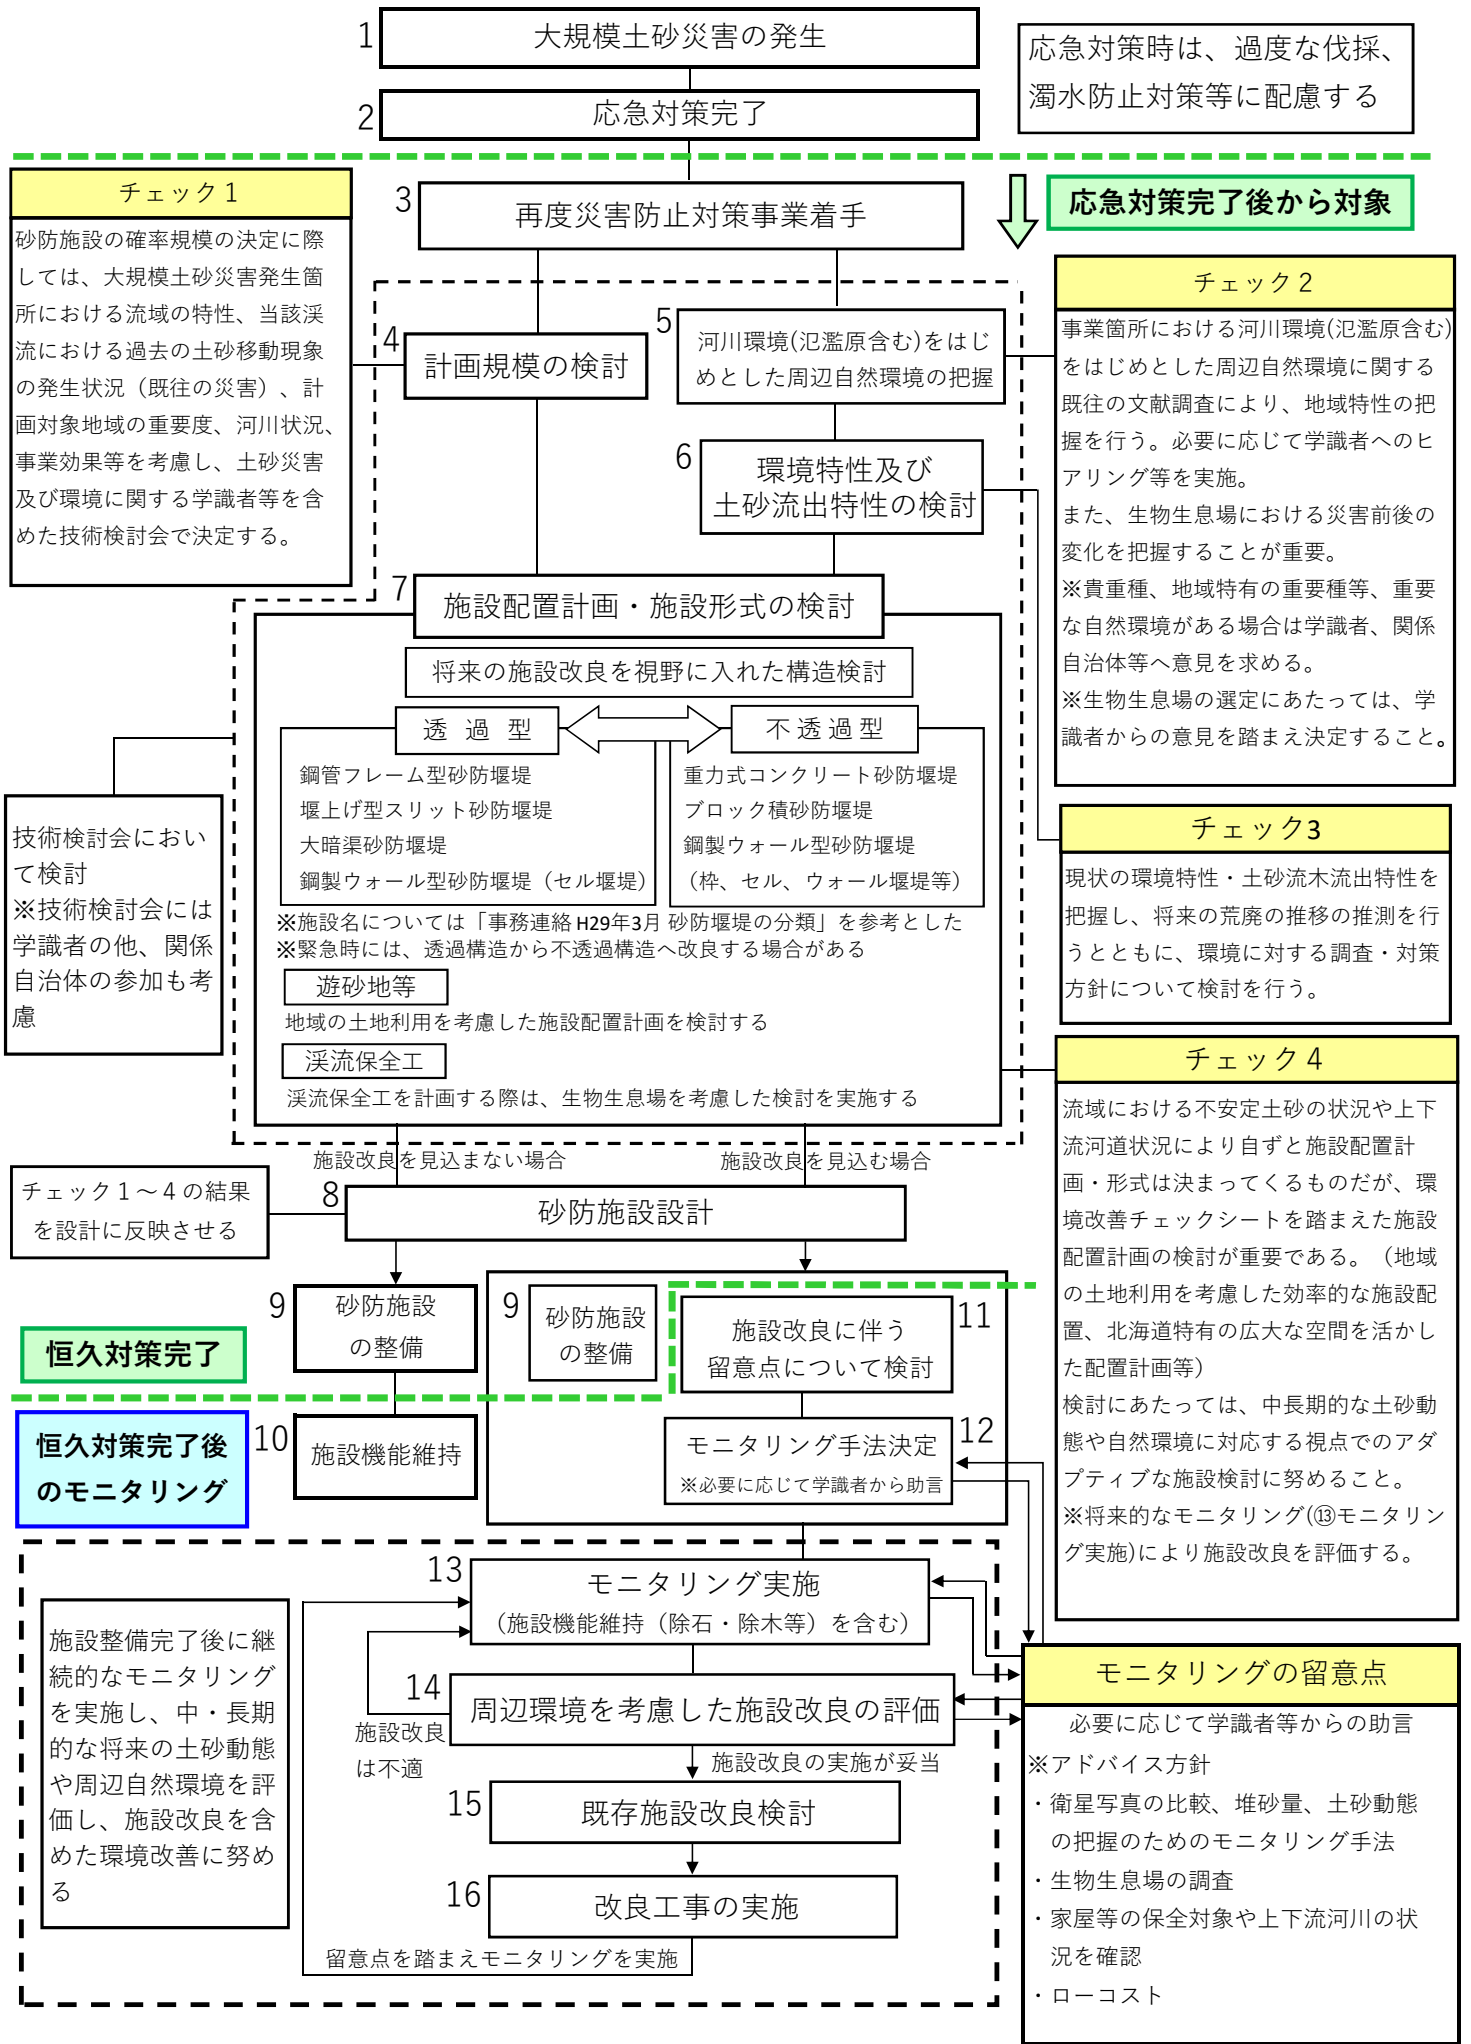 1
大規模土砂災害の発生
2
応急対策完了
応急対策時は、過度な伐採、
濁水防止対策等に配慮する
チェック１
砂防施設の確率規模の決定に際
しては、大規模土砂災害発生箇
所における流域の特性、当該渓
流における過去の土砂移動現象
の発生状況（既往の災害）、計
画対象地域の重要度、河川状況、
事業効果等を考慮し、土砂災害
及び環境に関する学識者等を含
めた技術検討会で決定する。
3
再度災害防止対策事業着手
応急対策完了後から対象
4
計画規模の検討
5
河川環境(氾濫原含む)をはじ
めとした周辺自然環境の把握
6
環境特性及び
土砂流出特性の検討
チェック２
事業箇所における河川環境(氾濫原含む)
をはじめとした周辺自然環境に関する
既往の文献調査により、地域特性の把
握を行う。必要に応じて学識者へのヒ
アリング等を実施。
また、生物生息場における災害前後の
変化を把握することが重要。
※貴重種、地域特有の重要種等、重要
な自然環境がある場合は学識者、関係
自治体等へ意見を求める。
※生物生息場の選定にあたっては、学
識者からの意見を踏まえ決定すること。
7
施設配置計画・施設形式の検討
将来の施設改良を視野に入れた構造検討
透　過　型
不 透 過 型
鋼管フレーム型砂防堰堤
堰上げ型スリット砂防堰堤
大暗渠砂防堰堤
鋼製ウォール型砂防堰堤（セル堰堤）
重力式コンクリート砂防堰堤
ブロック積砂防堰堤
鋼製ウォール型砂防堰堤
（枠、セル、ウォール堰堤等）
※施設名については「事務連絡 H29年3月 砂防堰堤の分類」を参考とした
※緊急時には、透過構造から不透過構造へ改良する場合がある
遊砂地等
地域の土地利用を考慮した施設配置計画を検討する
渓流保全工
渓流保全工を計画する際は、生物生息場を考慮した検討を実施する
技術検討会におい
て検討
※技術検討会には
学識者の他、関係
自治体の参加も考
慮
チェック3
現状の環境特性・土砂流木流出特性を
把握し、将来の荒廃の推移の推測を行
うとともに、環境に対する調査・対策
方針について検討を行う。
チェック４
流域における不安定土砂の状況や上下
流河道状況により自ずと施設配置計
画・形式は決まってくるものだが、環
境改善チェックシートを踏まえた施設
配置計画の検討が重要である。（地域
の土地利用を考慮した効率的な施設配
置、北海道特有の広大な空間を活かし
た配置計画等）
検討にあたっては、中長期的な土砂動
態や自然環境に対応する視点でのアダ
プティブな施設検討に努めること。
※将来的なモニタリング(⑬モニタリン
グ実施)により施設改良を評価する。
施設改良を見込まない場合
施設改良を見込む場合
チェック１～４の結果
を設計に反映させる
8
砂防施設設計
9
砂防施設
の整備
9
砂防施設
の整備
11
施設改良に伴う
留意点について検討
恒久対策完了
恒久対策完了後
のモニタリング
10
施設機能維持
12
モニタリング手法決定
※必要に応じて学識者から助言
13
モニタリング実施
（施設機能維持（除石・除木等）を含む）
施設整備完了後に継
続的なモニタリング
を実施し、中・長期
的な将来の土砂動態
や周辺自然環境を評
価し、施設改良を含
めた環境改善に努め
る
14
周辺環境を考慮した施設改良の評価
施設改良
は不適
施設改良の実施が妥当
15
既存施設改良検討
16
改良工事の実施
留意点を踏まえモニタリングを実施
モニタリングの留意点
必要に応じて学識者等からの助言
※アドバイス方針
・衛星写真の比較、堆砂量、土砂動態
の把握のためのモニタリング手法
・生物生息場の調査
・家屋等の保全対象や上下流河川の状
況を確認
・ローコスト